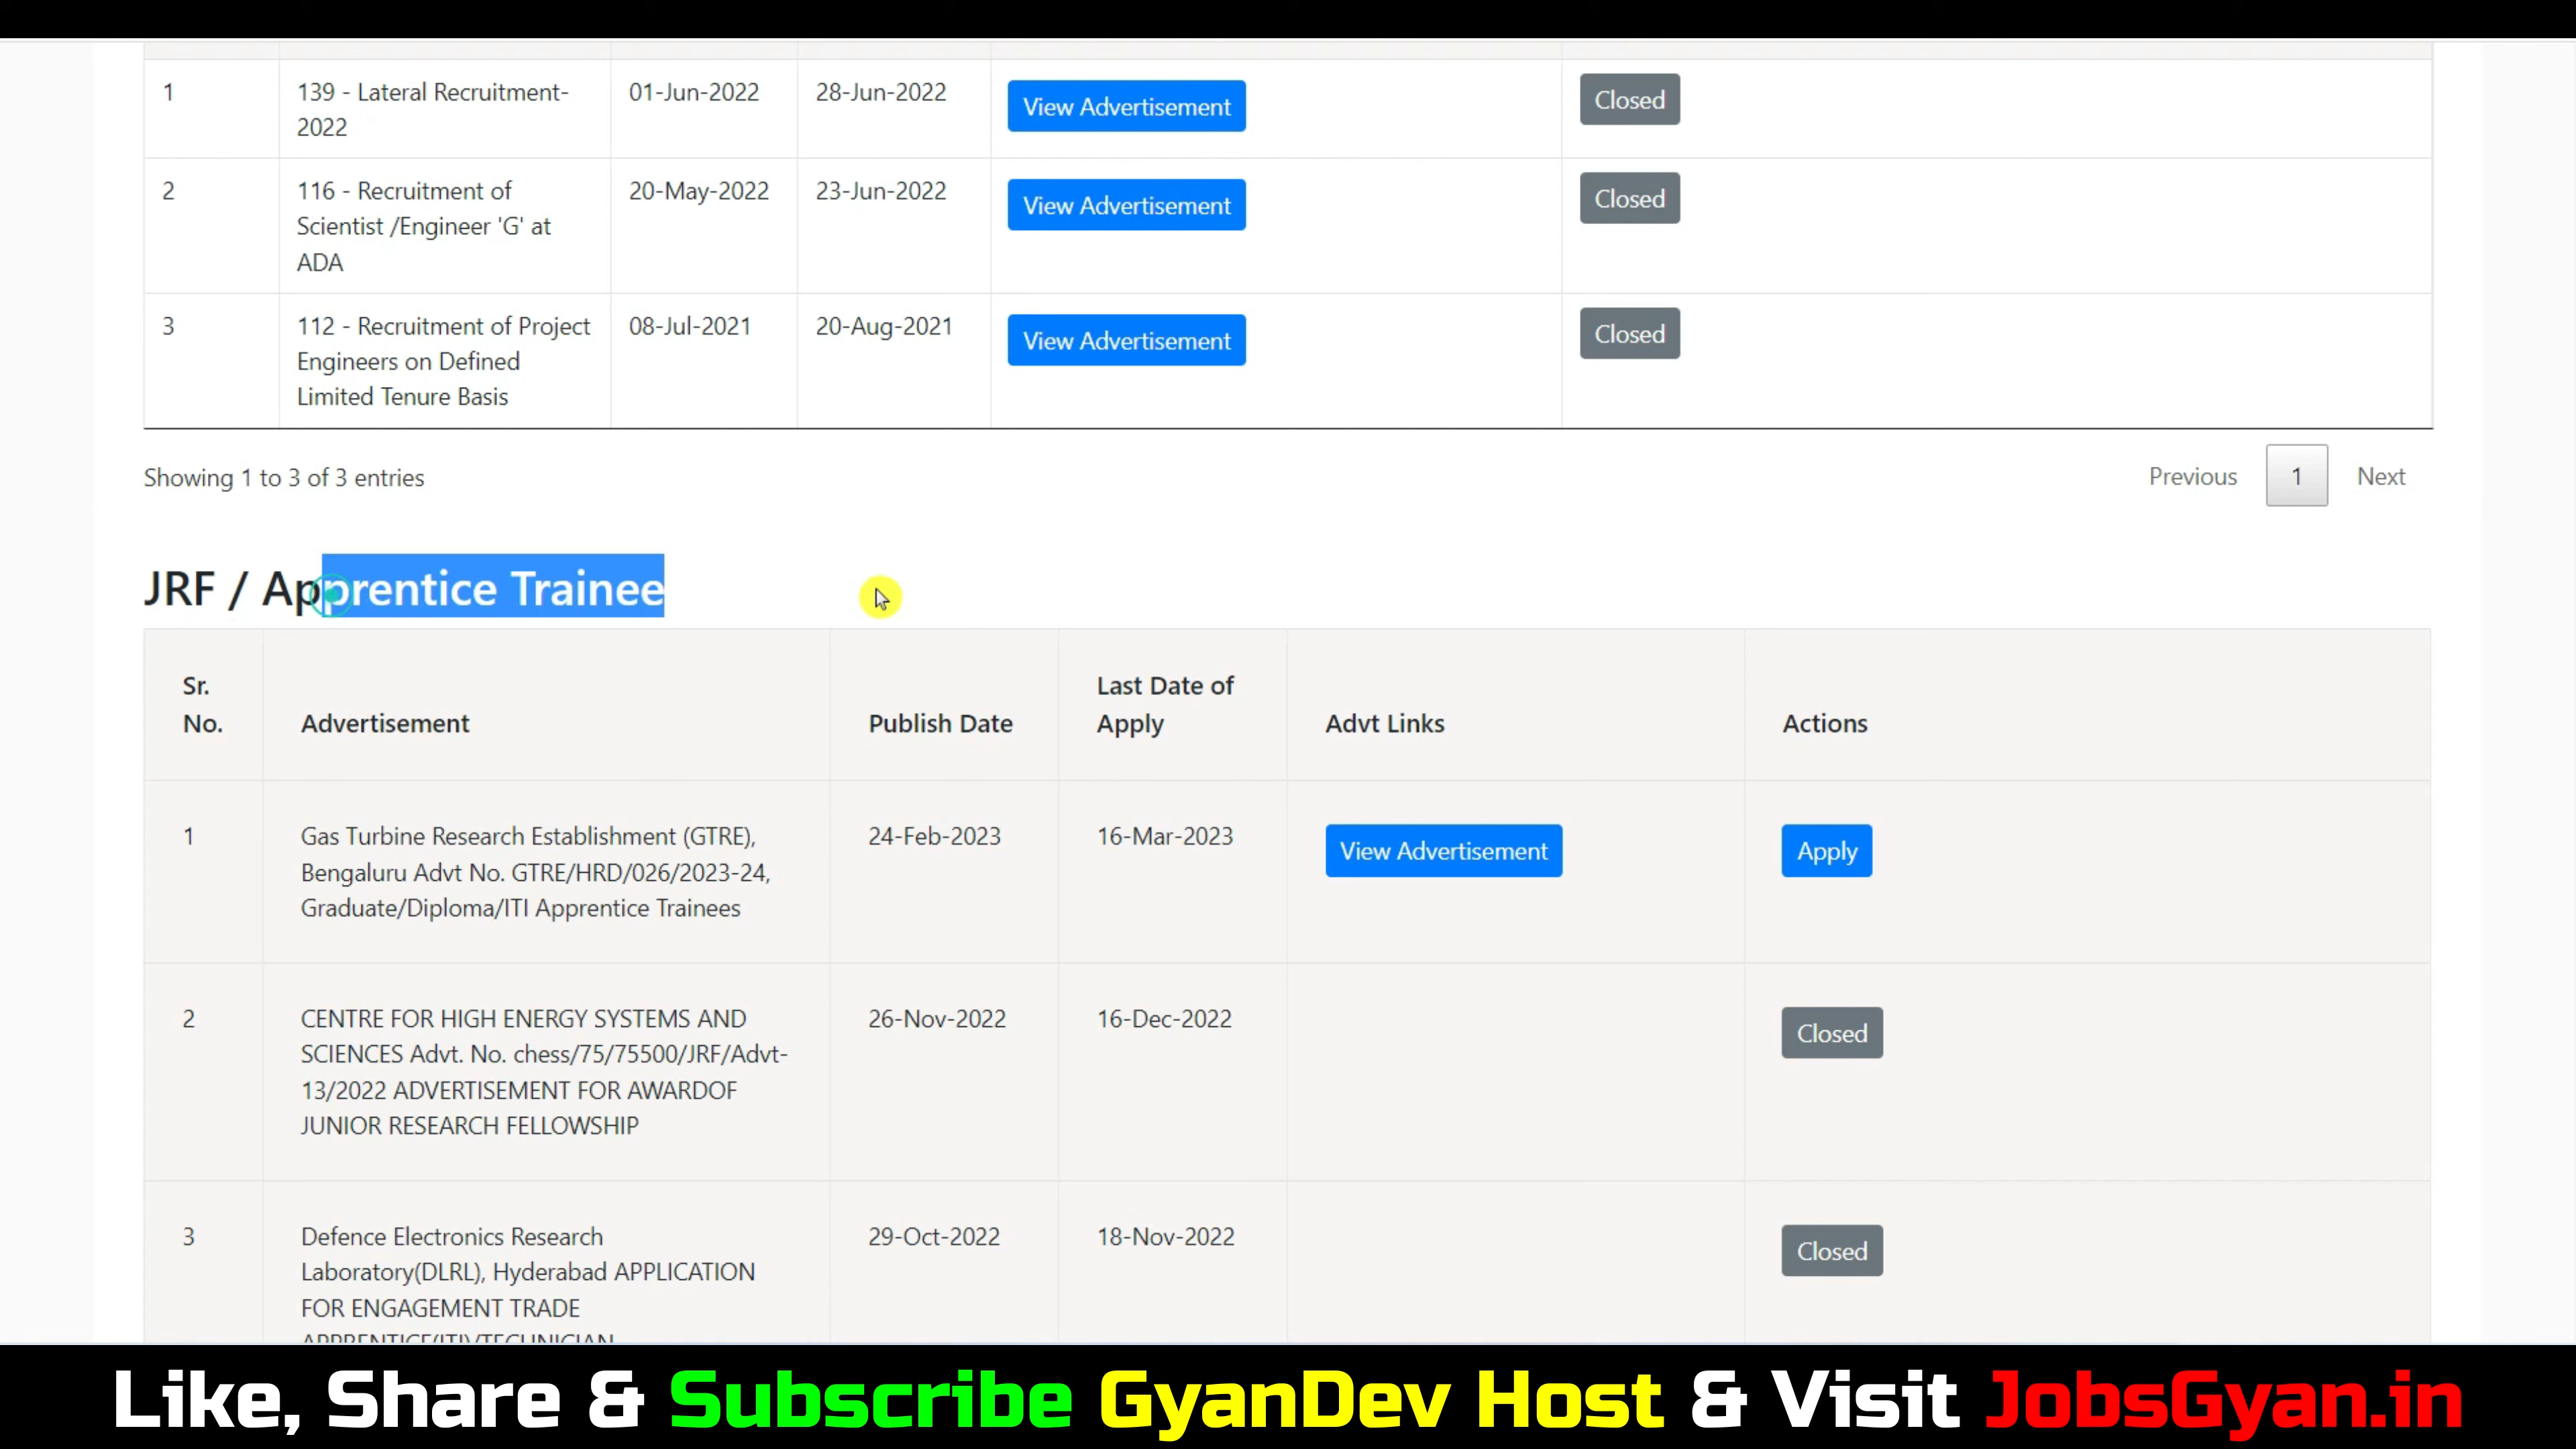 1
139 - Lateral Recruitment-
2022
01-Jun-2022
28-Jun-2022
View Advertisement
Closed
2
116 - Recruitment of
Scientist /Engineer 'G' at
ADA
20-May-2022
23-Jun-2022
View Advertisement
Closed
3
112 - Recruitment of Project
Engineers on Defined
Limited Tenure Basis
08-Jul-2021
20-Aug-2021
View Advertisement
Closed
Showing 1 to 3 of 3 entries
Previous 1 Next
JRF / Apprentice Trainee
Sr.
No.
Advertisement
Publish Date
Last Date of
Apply
Advt Links
Actions
1
Gas Turbine Research Establishment (GTRE),
Bengaluru Advt No. GTRE/HRD/026/2023-24,
Graduate/Diploma/ITI Apprentice Trainees
24-Feb-2023
16-Mar-2023
View Advertisement
Apply
2
CENTRE FOR HIGH ENERGY SYSTEMS AND
SCIENCES Advt. No. chess/75/75500/JRF/Advt-
13/2022 ADVERTISEMENT FOR AWARDOF
JUNIOR RESEARCH FELLOWSHIP
26-Nov-2022
16-Dec-2022
Closed
3
Defence Electronics Research
Laboratory(DLRL), Hyderabad APPLICATION
FOR ENGAGEMENT TRADE
APPRENTICE(ITI)/TECHNICIAN
29-Oct-2022
18-Nov-2022
Closed
Like, Share & Subscribe GyanDev Host & Visit JobsGyan.in